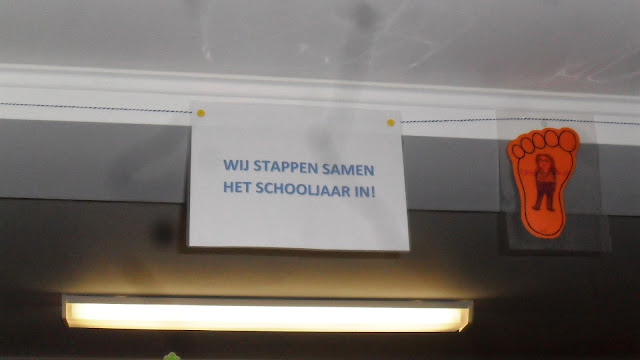 WIJ STAPPEN SAMEN
HET SCHOOLJAAR IN!